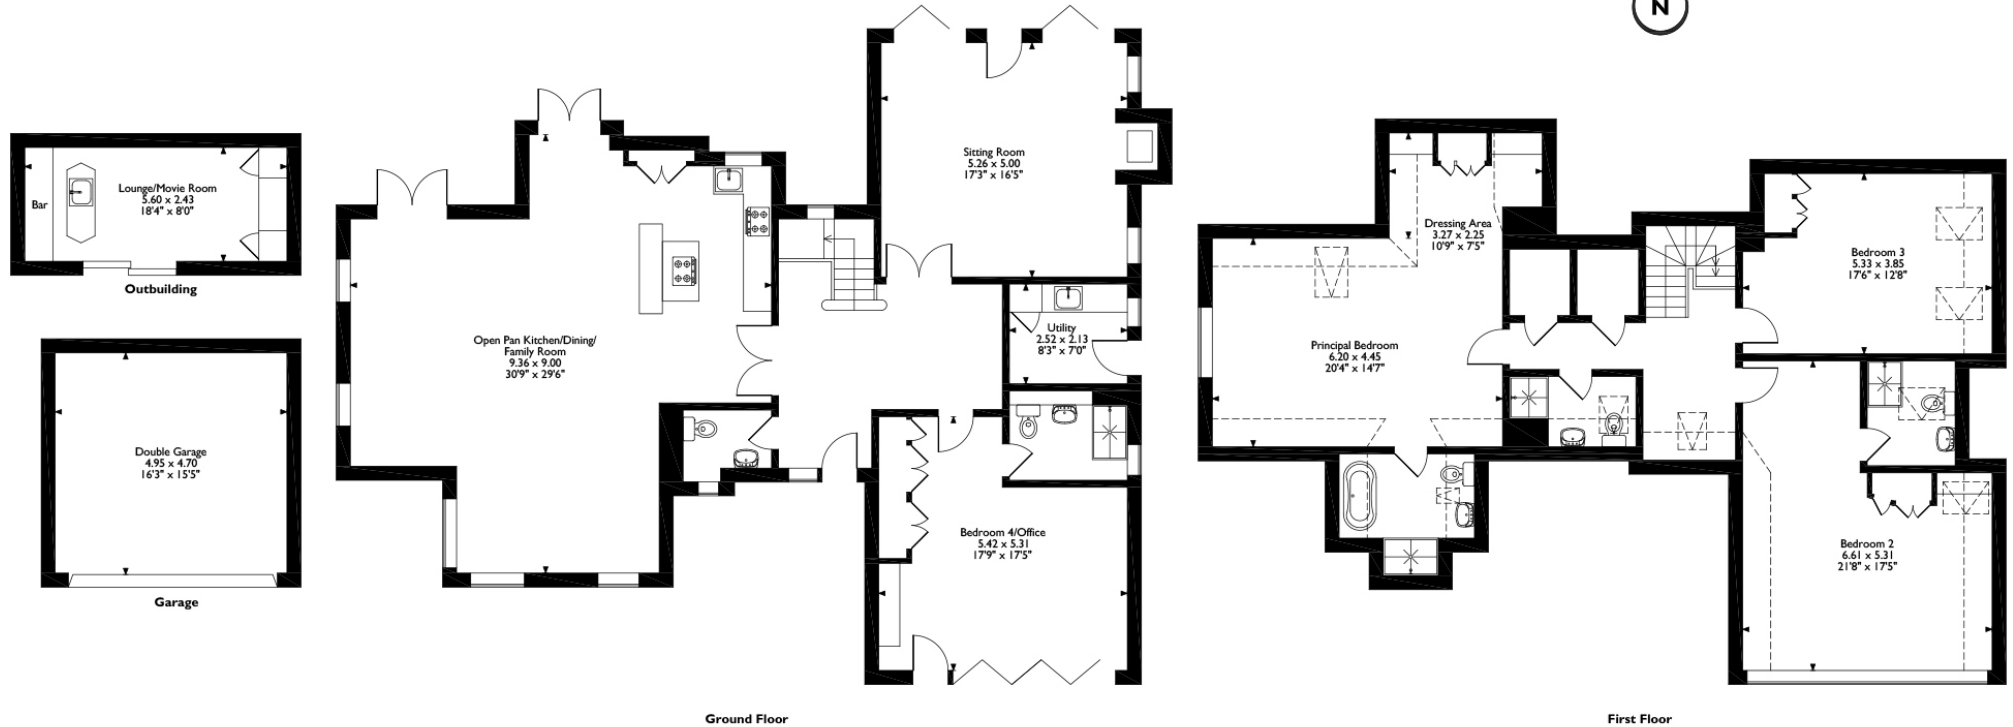 N
Bar
Lounge/Movie Room
5.60 x 2.43
18'4" x 8'0"
Outbuilding
Double Garage
4.95 x 4.70
16'3" x 15'5"
Garage
Open Pan Kitchen/Dining/
Family Room
9.36 x 9.00
30'9" x 29'6"
Sitting Room
5.26 x 5.00
17'3" x 16'5"
Utility
2.52 x 2.13
8'3" x 7'0"
Bedroom 4/Office
5.42 x 5.31
17'9" x 17'5"
Ground Floor
Dressing Area
3.27 x 2.25
10'9" x 7'5"
Principal Bedroom
6.20 x 4.45
20'4" x 14'7"
Bedroom 3
5.33 x 3.85
17'6" x 12'8"
Bedroom 2
6.61 x 5.31
21'8" x 17'5"
First Floor